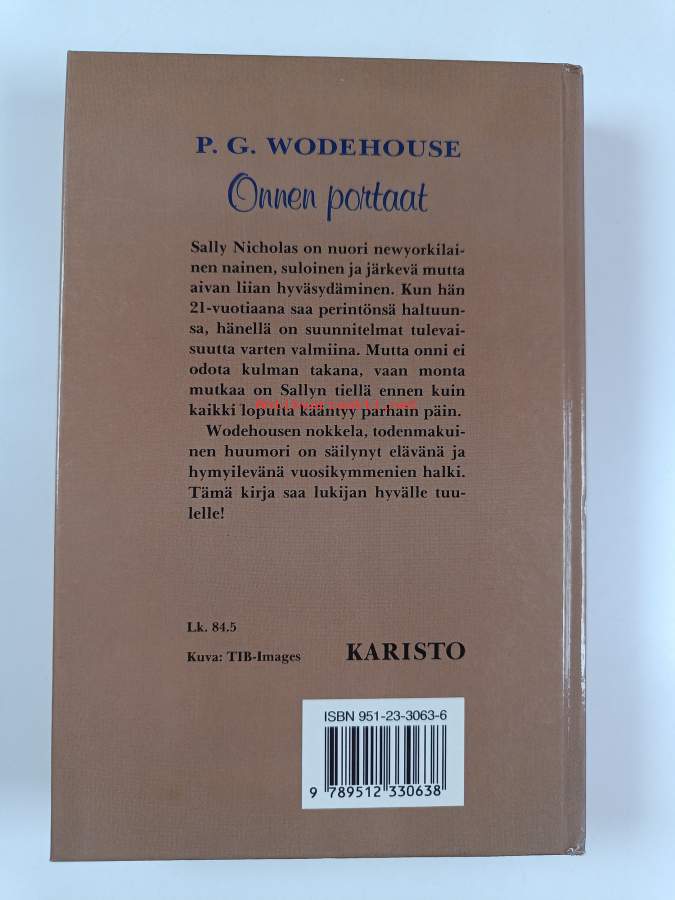 P. G. WODEHOUSE
Onnen portaat
Sally Nicholas on nuori newyorkilai-
nen nainen, suloinen ja järkevä mutta
aivan liian hyväsydäminen. Kun hän
21-vuotiaana saa perintönsä haltuun-
sa, hänellä on suunnitelmat tulevai-
suutta varten valmiina. Mutta onni ei
odota kulman takana, vaan monta
mutkaa on Sallyn tiellä ennen kuin
kaikki lopulta kääntyy parhain päin.
Wodehousen nokkela, todenmakui-
nen huumori on säilynyt elävänä ja
hymyilevänä vuosikymmenien halki.
Tämä kirja saa lukijan hyvälle tuu-
lelle!
Lk. 84.5
Kuva: TIB-Images
KARISTO
ISBN 951-23-3063-6
9 789512 330638